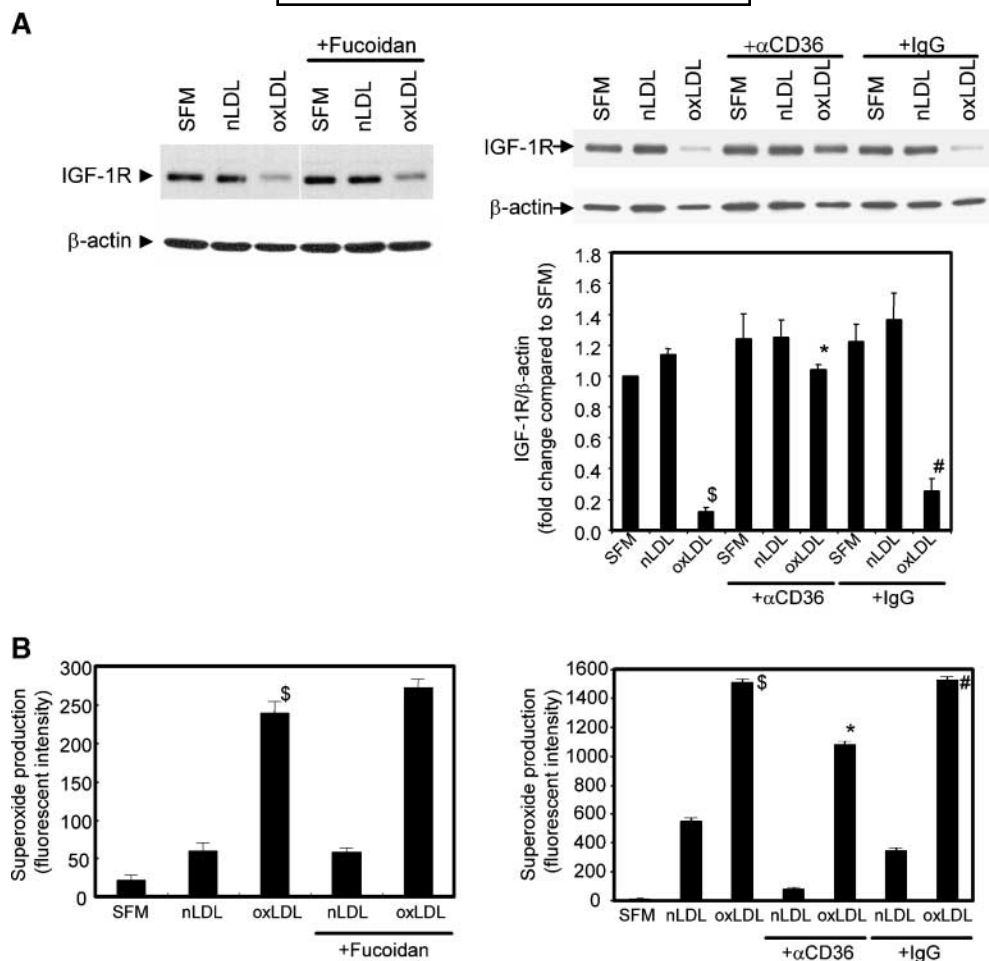 A
+Fucoidan
SFM nLDL oxLDL SFM nLDL oxLDL
IGF-1R
β-actin
+αCD36 +IgG
SFM nLDL oxLDL SFM nLDL oxLDL SFM nLDL oxLDL
IGF-1R
β-actin
IGF-1R/β-actin
(fold change compared to SFM)
1.8
1.6
1.4
1.2
1.0
0.8
0.6
0.4
0.2
0.0
$ * #
SFM nLDL oxLDL SFM nLDL oxLDL SFM nLDL oxLDL
+αCD36 +IgG
B
Superoxide production
(fluorescent intensity)
300
250
200
150
100
50
0
$
SFM nLDL oxLDL nLDL oxLDL
+Fucoidan
Superoxide production
(fluorescent intensity)
1600
1400
1200
1000
800
600
400
200
0
$ * #
SFM nLDL oxLDL nLDL oxLDL nLDL oxLDL
+αCD36 +IgG